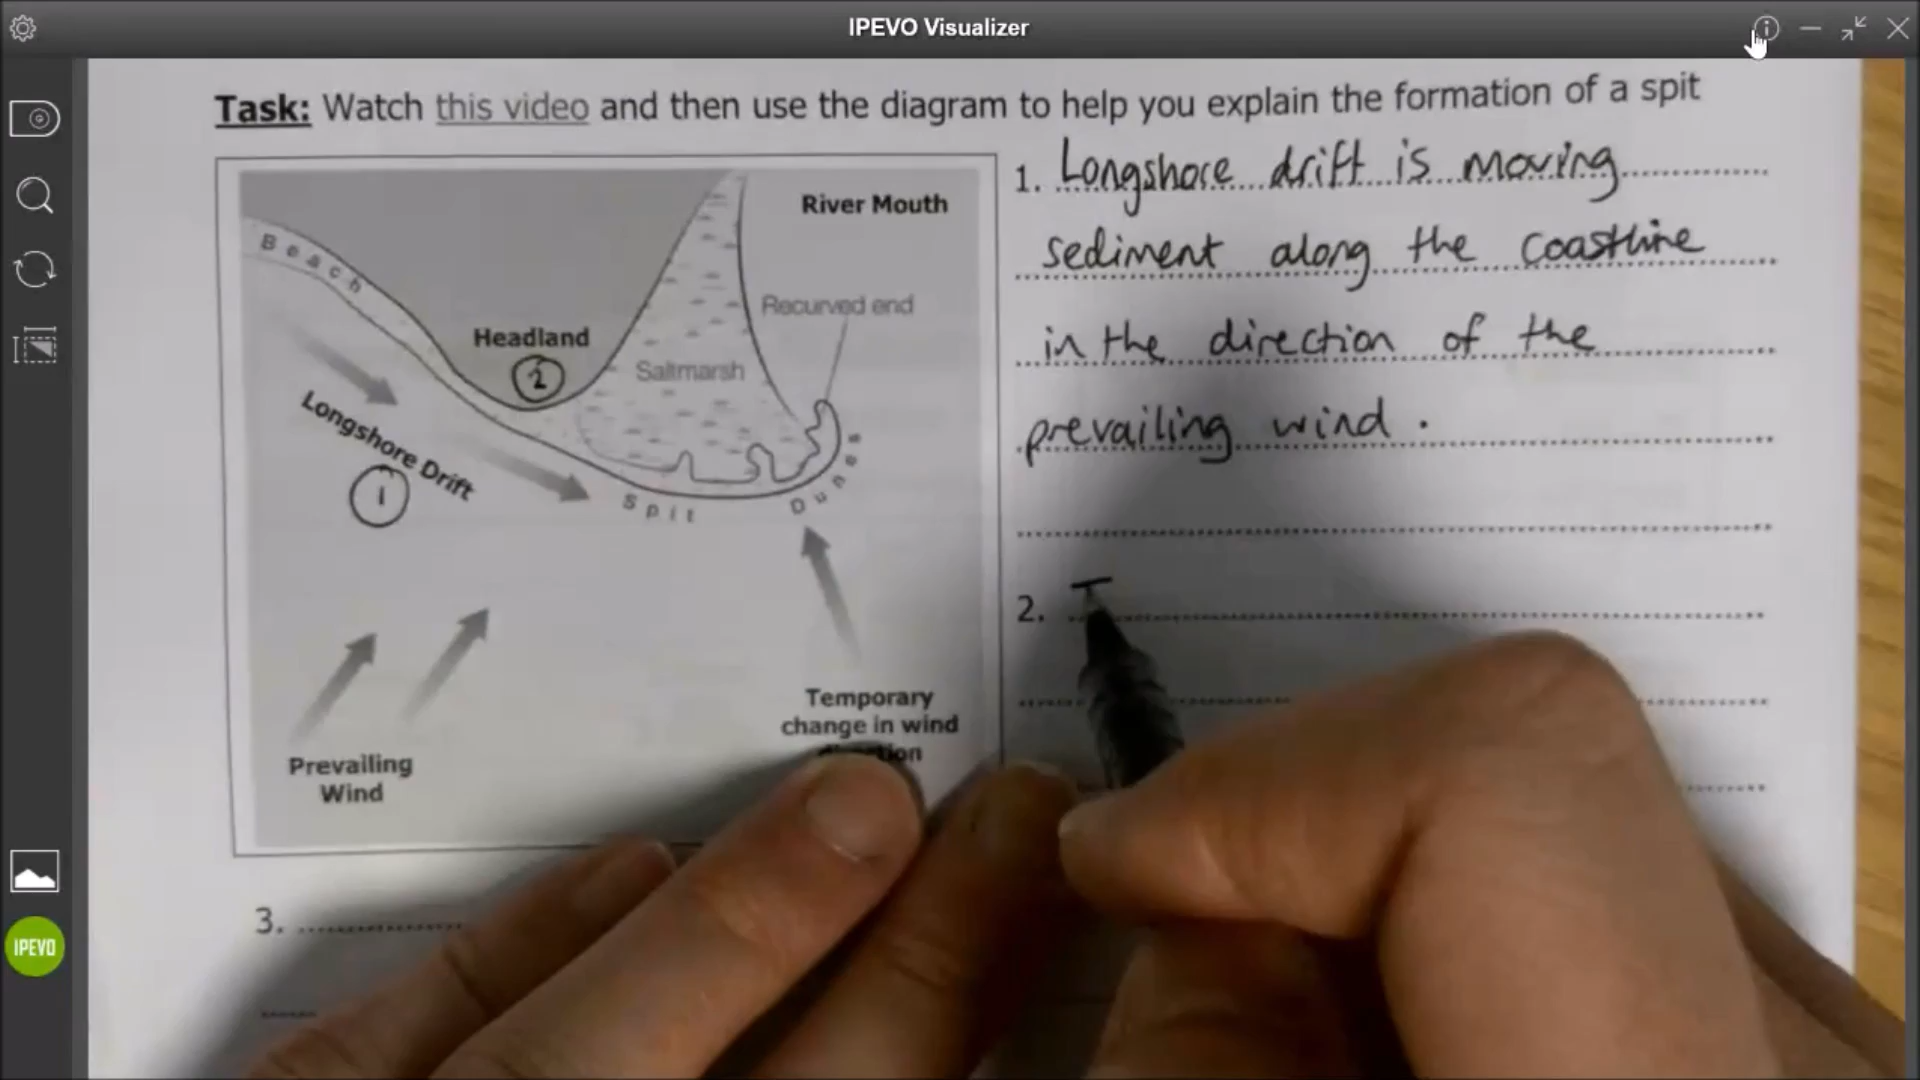 IPEVO Visualizer
Task: Watch this video and then use the diagram to help you explain the formation of a spit
Beach
Headland
2
Longshore Drift
1
River Mouth
Recurved end
Saltmarsh
Spit
Dunes
Prevailing
Wind
Temporary
change in wind
1. Longshore drift is moving
sediment along the coastline
in the direction of the
prevailing wind.
2. T
3.
IPEVO